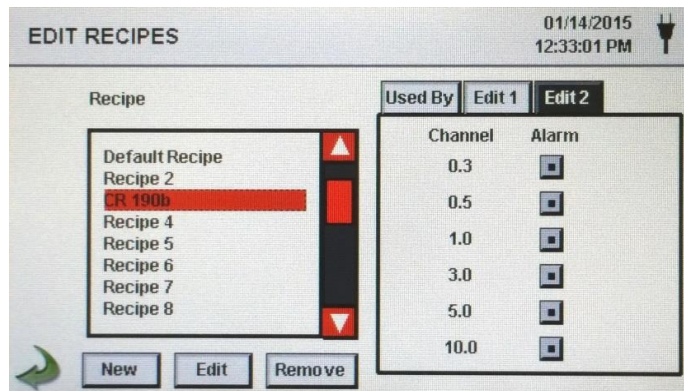 EDIT RECIPES
01/14/2015
12:33:01 PM
Recipe
Default Recipe
Recipe 2
CR 190b
Recipe 4
Recipe 5
Recipe 6
Recipe 7
Recipe 8
New Edit Remove
Used By Edit 1 Edit 2
Channel Alarm
0.3
0.5
1.0
3.0
5.0
10.0